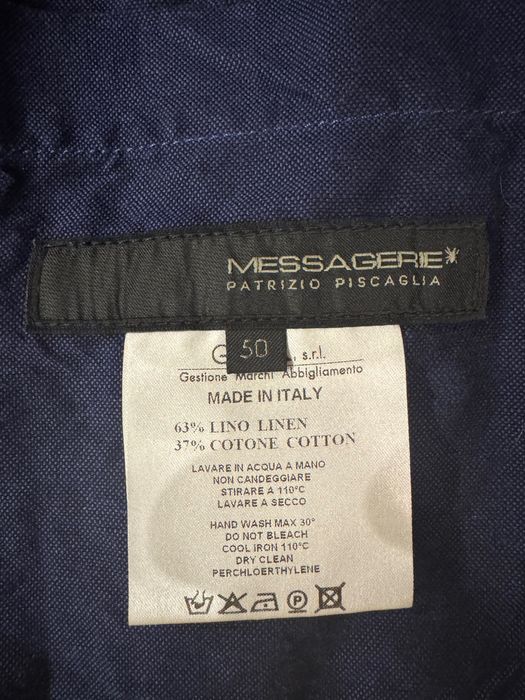 MESSAGERIE
PATRIZIO PISCAGLIA
50
s.r.l.
Gestione Marchi Abbigliamento
MADE IN ITALY
63% LINO LINEN
37% COTONE COTTON
LAVARE IN ACQUA A MANO
NON CANDEGGIARE
STIRARE A 110°C
LAVARE A SECCO
HAND WASH MAX 30°
DO NOT BLEACH
COOL IRON 110°C
DRY CLEAN
PERCHLOERTHYLENE
P